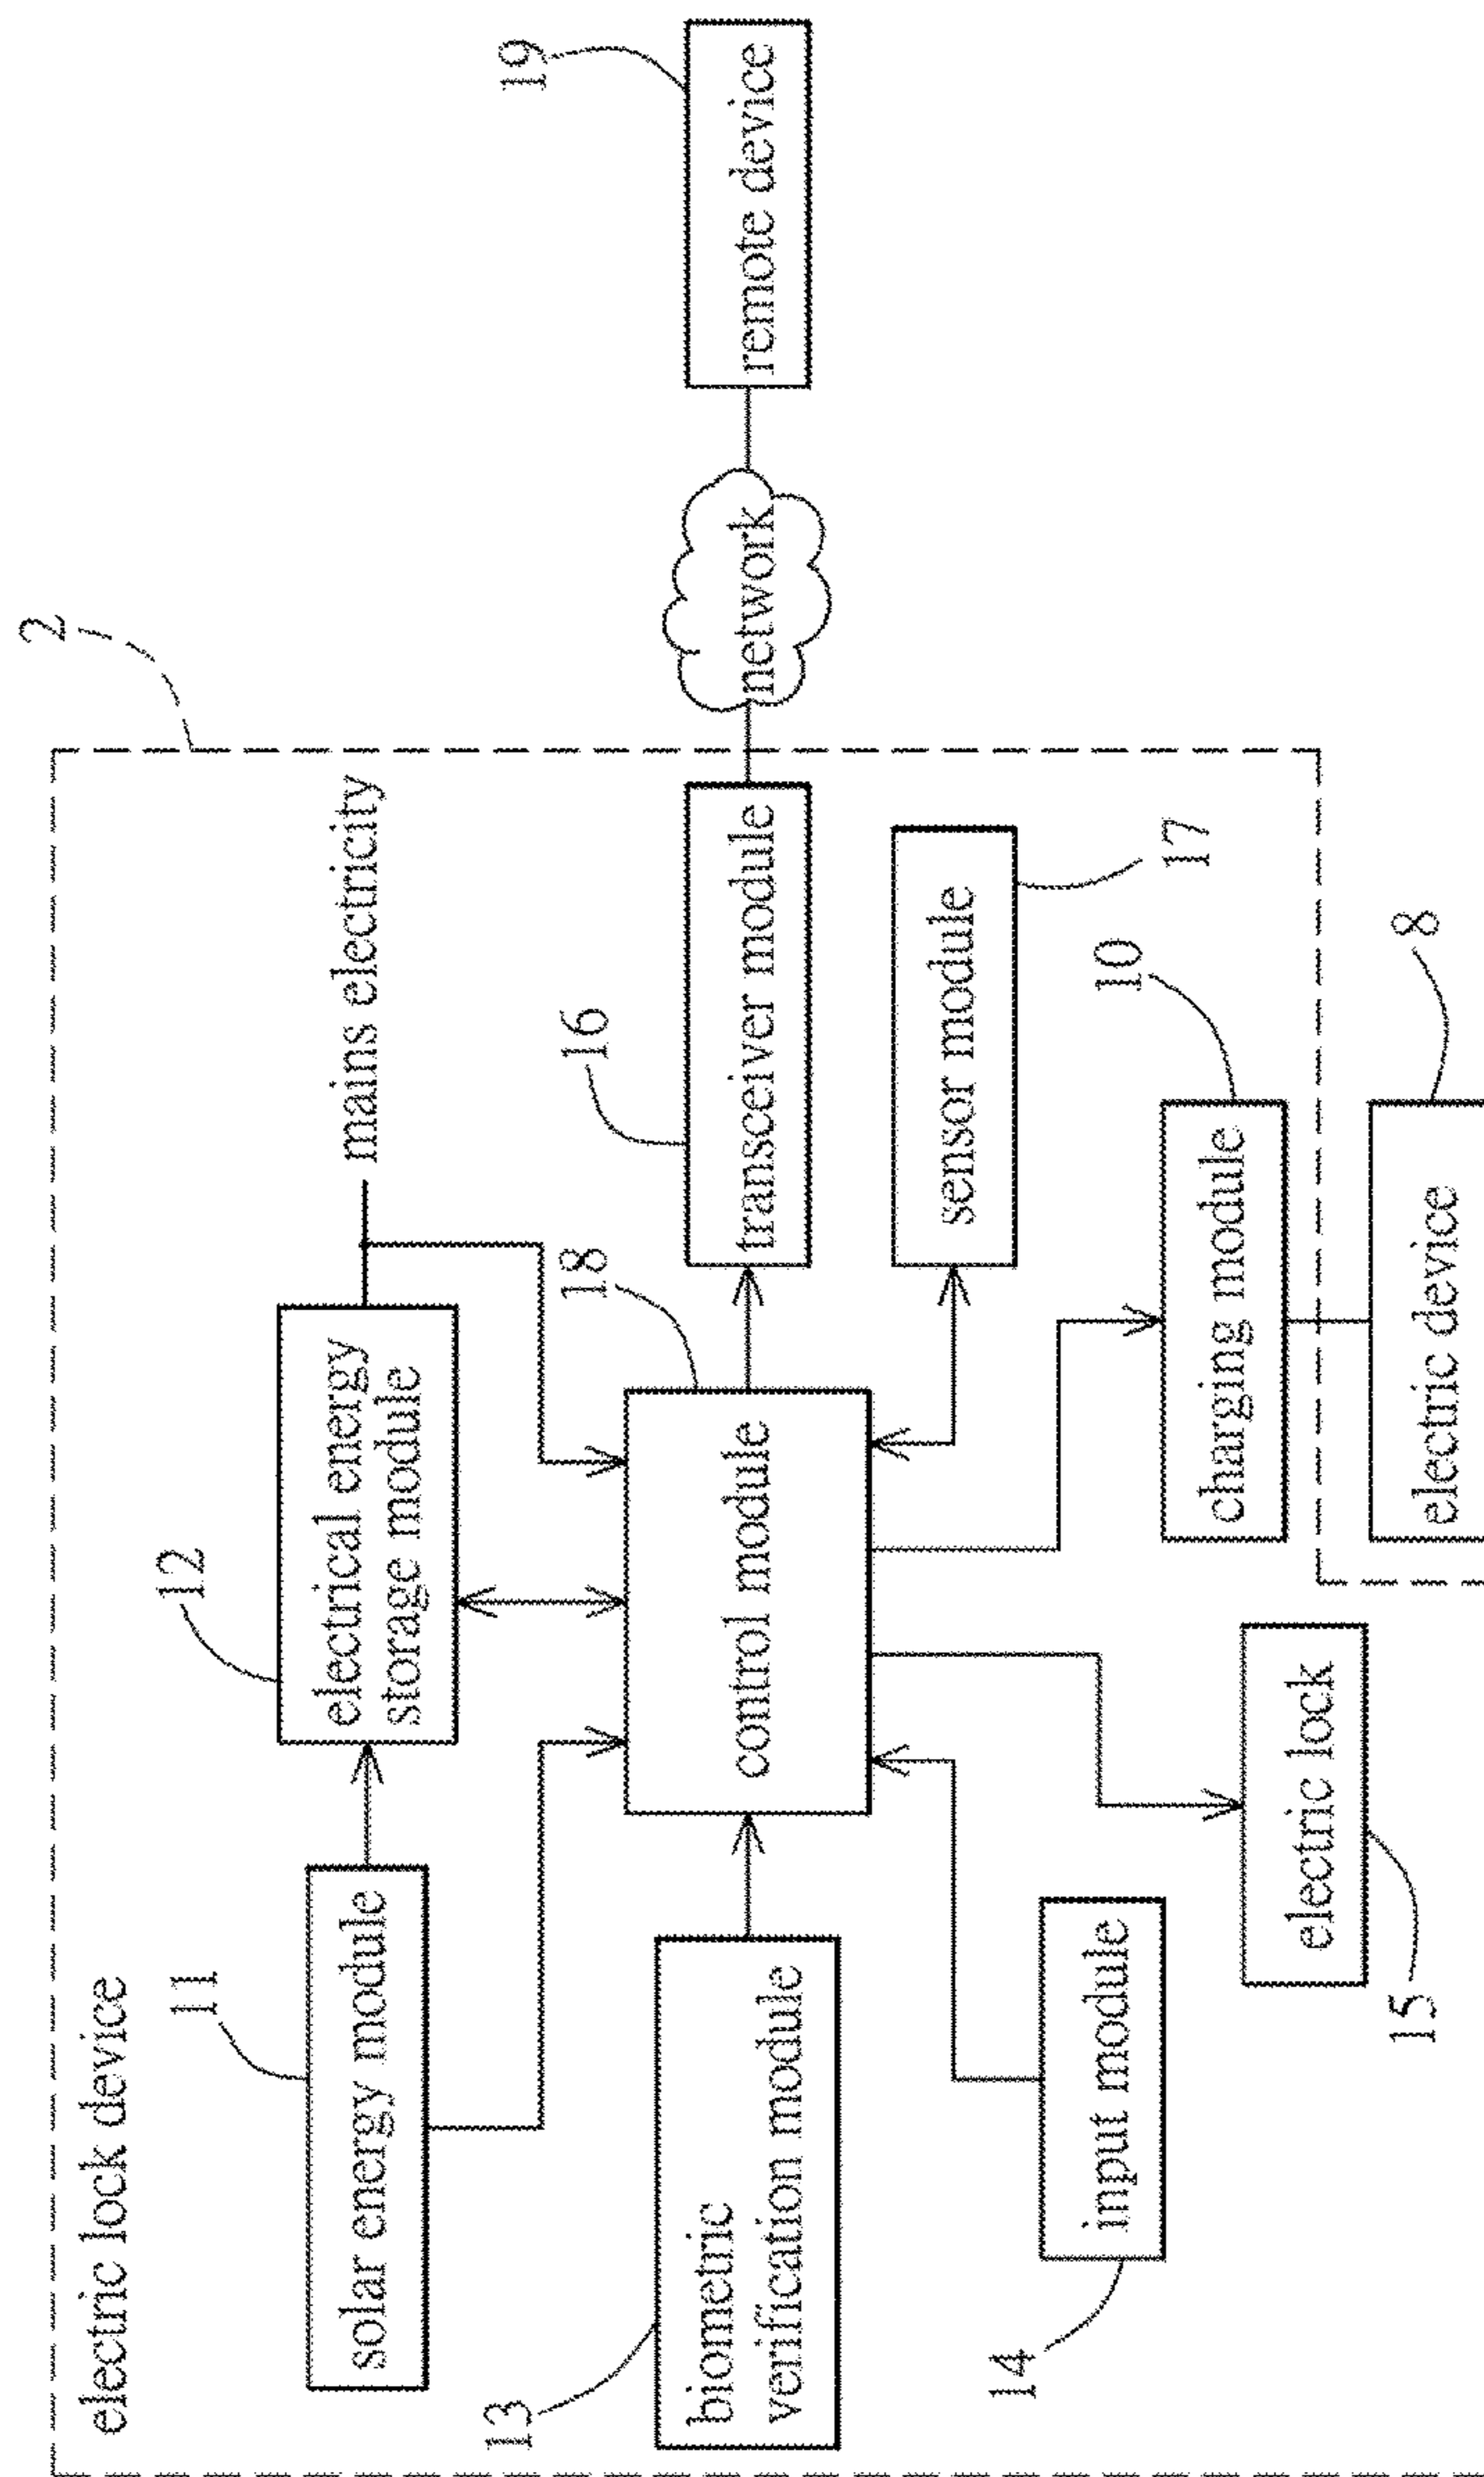 electric lock device
2
11
solar energy module
12
electrical energy
storage module
mains electricity
13
biometric
verification module
18
control module
16
transceiver module
network
19
remote device
17
sensor module
14
input module
15
electric lock
10
charging module
8
electric device